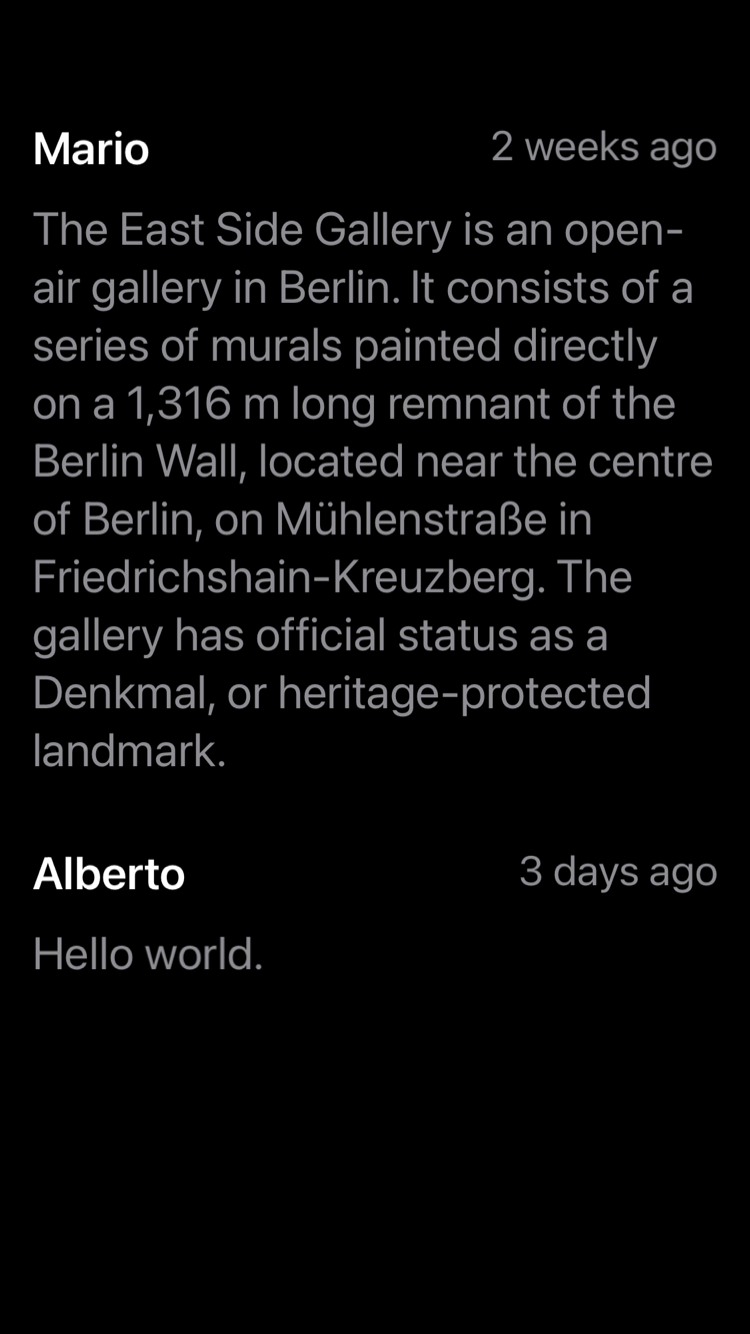 Mario 2 weeks ago
The East Side Gallery is an open-
air gallery in Berlin. It consists of a
series of murals painted directly
on a 1,316 m long remnant of the
Berlin Wall, located near the centre
of Berlin, on Mühlenstraße in
Friedrichshain-Kreuzberg. The
gallery has official status as a
Denkmal, or heritage-protected
landmark.
Alberto 3 days ago
Hello world.